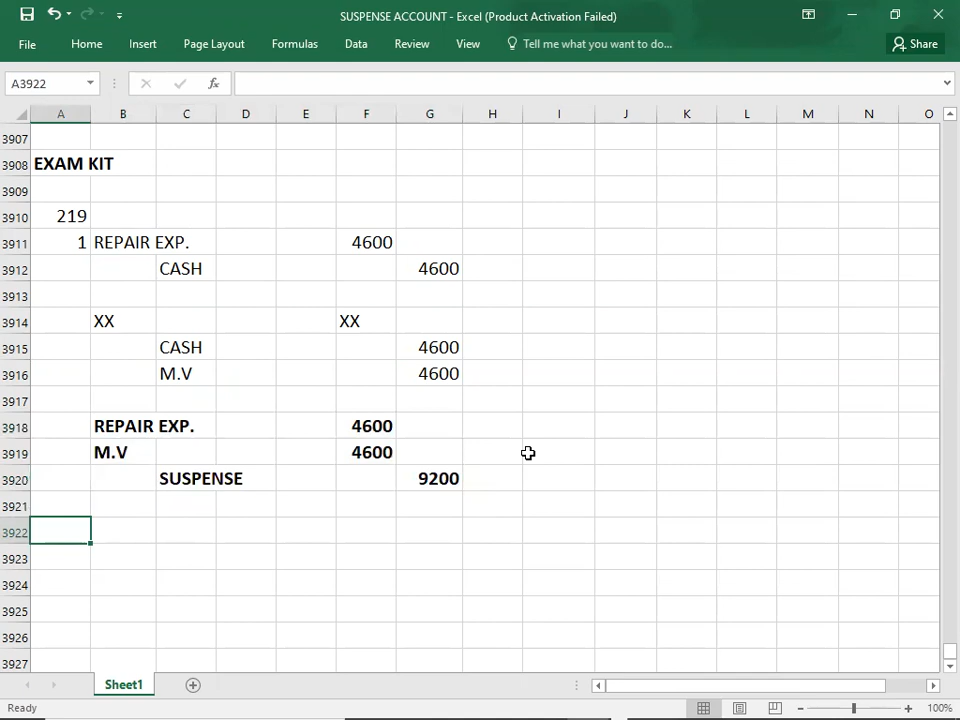 SUSPENSE ACCOUNT - Excel (Product Activation Failed)
File Home Insert Page Layout Formulas Data Review View Tell me what you want to do... Share
A3922 fx
A B C D E F G H I J K L M N O
3907
3908 EXAM KIT
3909
3910 219
3911 1 REPAIR EXP. 4600
3912 CASH 4600
3913
3914 XX XX
3915 CASH 4600
3916 M.V 4600
3917
3918 REPAIR EXP. 4600
3919 M.V 4600
3920 SUSPENSE 9200
3921
3922
3923
3924
3925
3926
3927
Sheet1
Ready 100%